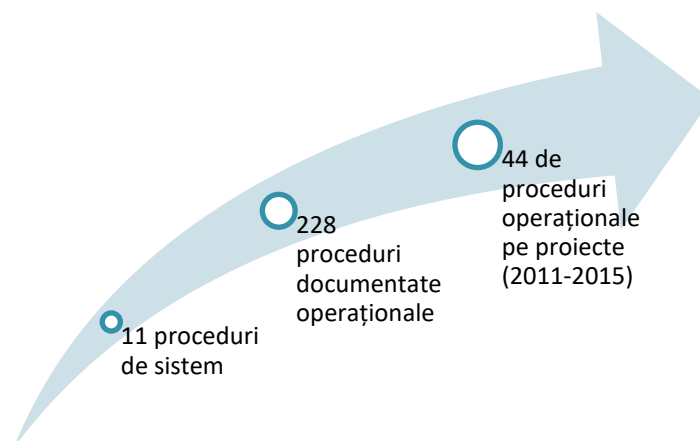 11 proceduri
de sistem
228
proceduri
documentate
operaționale
44 de
proceduri
operaționale
pe proiecte
(2011-2015)